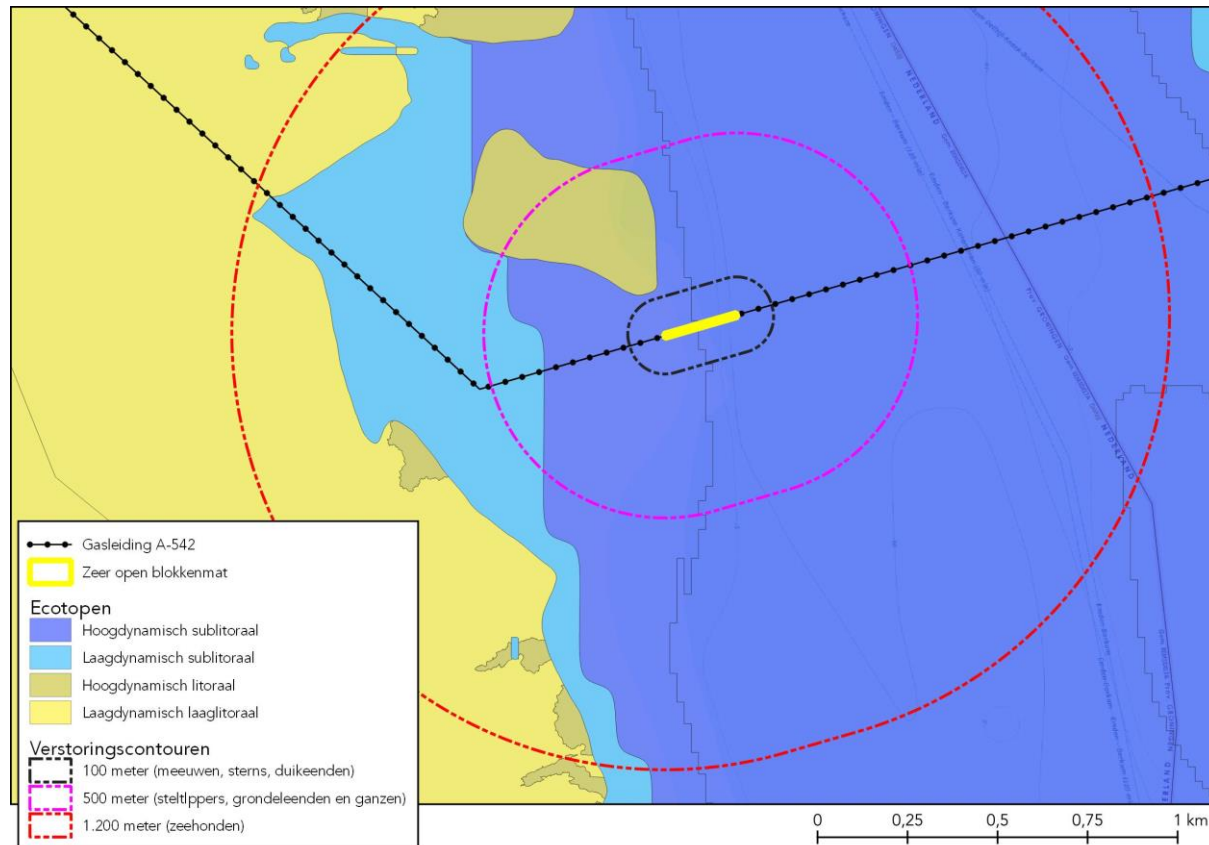 NEDERLAND
NEDERLAND
Gasleiding A-542
Zeer open blokkenmat
Ecotopen
Hoogdynamisch sublitoraal
Laagdynamisch sublitoraal
Hoogdynamisch litoraal
Laagdynamisch laaglitoraal
Verstoringscontouren
100 meter (meeuwen, sterns, duikeenden)
500 meter (steltlppers, grondeleenden en ganzen)
1.200 meter (zeehonden)
0 0,25 0,5 0,75 1 km